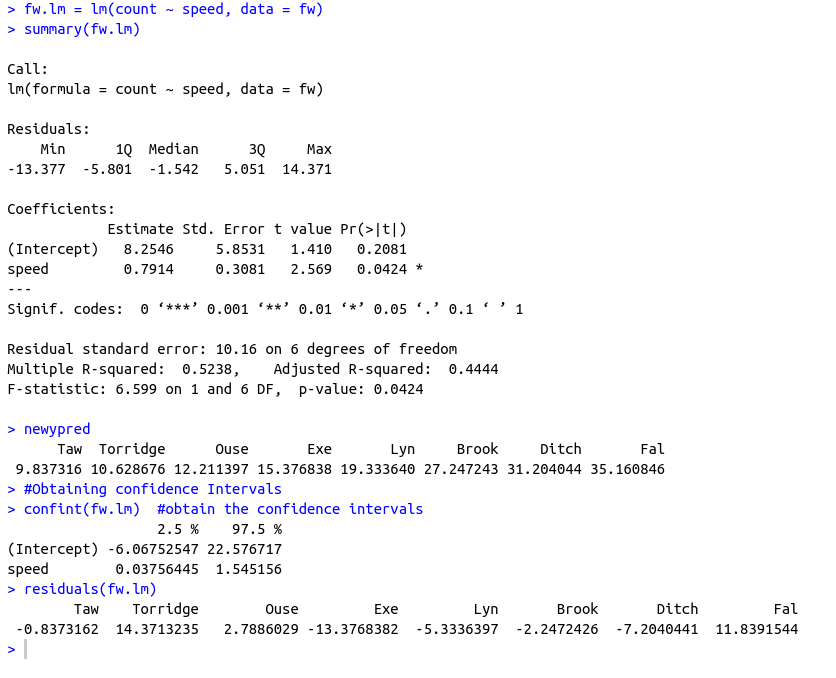 > fw.lm = lm(count ~ speed, data = fw)
> summary(fw.lm)
Call:
lm(formula = count ~ speed, data = fw)
Residuals:
    Min      1Q  Median      3Q     Max
-13.377  -5.801  -1.542   5.051  14.371
Coefficients:
            Estimate Std. Error t value Pr(>|t|)
(Intercept)   8.2546     5.8531   1.410   0.2081
speed         0.7914     0.3081   2.569   0.0424 *
---
Signif. codes:  0 ‘***’ 0.001 ‘**’ 0.01 ‘*’ 0.05 ‘.’ 0.1 ‘ ’ 1
Residual standard error: 10.16 on 6 degrees of freedom
Multiple R-squared:  0.5238,    Adjusted R-squared:  0.4444
F-statistic: 6.599 on 1 and 6 DF,  p-value: 0.0424
> newypred
      Taw  Torridge      Ouse       Exe       Lyn     Brook     Ditch       Fal
 9.837316 10.628676 12.211397 15.376838 19.333640 27.247243 31.204044 35.160846
> #Obtaining confidence Intervals
> confint(fw.lm)  #obtain the confidence intervals
                  2.5 %    97.5 %
(Intercept) -6.06752547 22.576717
speed        0.03756445  1.545156
> residuals(fw.lm)
        Taw    Torridge        Ouse         Exe         Lyn       Brook       Ditch         Fal
 -0.8373162  14.3713235   2.7886029 -13.3768382  -5.3336397  -2.2472426  -7.2040441  11.8391544
>